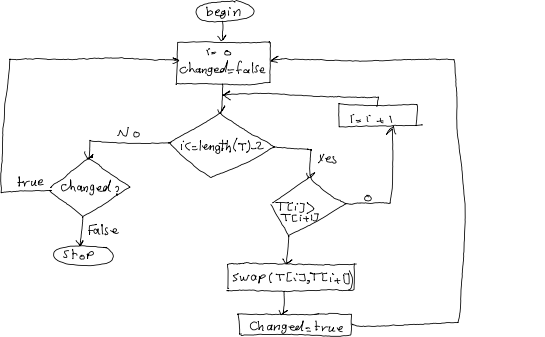 begin
i= 0
changed=false
i=i+1
No
i<=length(T)-2
Yes
true
changed?
T[i]>
T[i+1]
0
False
stop
swap(T[i],T[i+1])
Changed=true